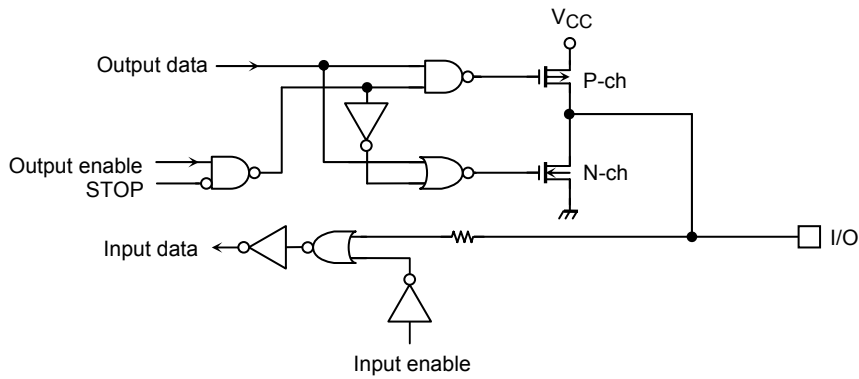 VCC
Output data
P-ch
Output enable
STOP
N-ch
Input data
I/O
Input enable